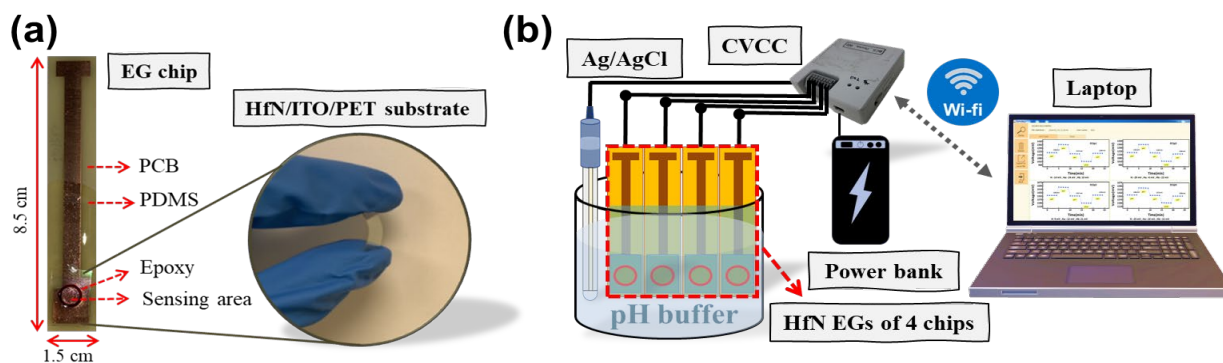 (a)
EG chip
HfN/ITO/PET substrate
PCB
PDMS
Epoxy
Sensing area
8.5 cm
1.5 cm
(b)
Ag/AgCl
CVCC
Wi-fi
Laptop
Power bank
pH buffer
HfN EGs of 4 chips